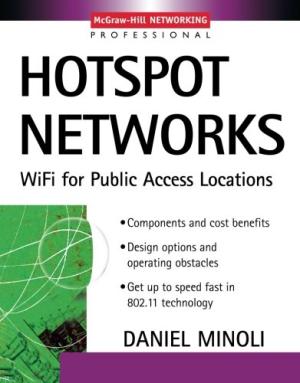 McGraw-Hill NETWORKING
PROFESSIONAL
HOTSPOT
NETWORKS
WiFi for Public Access Locations
•Components and cost benefits
•Design options and
operating obstacles
•Get up to speed fast in
802.11 technology
DANIEL MINOLI